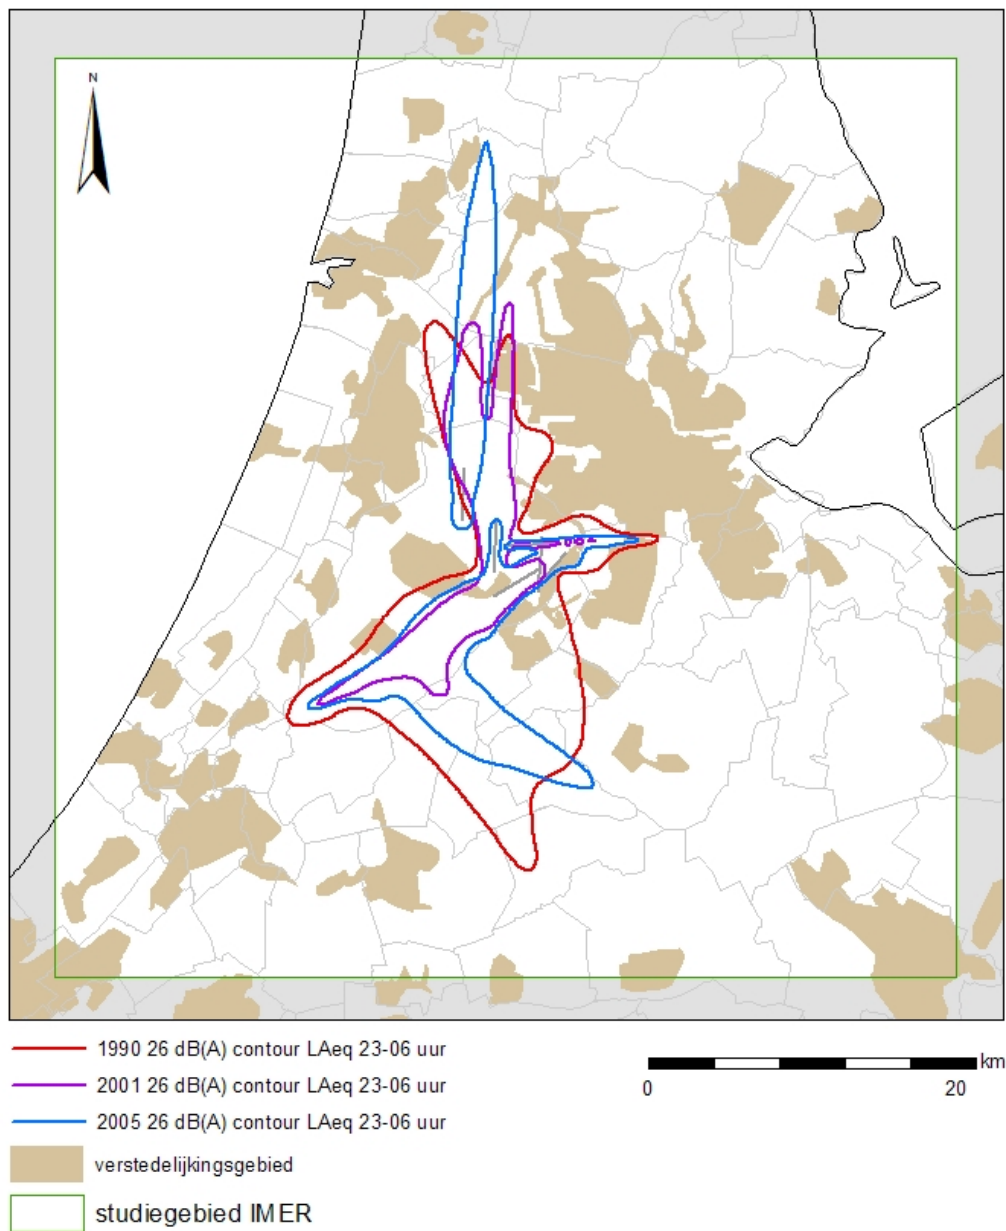 N
1990 26 dB(A) contour LAeq 23-06 uur
2001 26 dB(A) contour LAeq 23-06 uur
2005 26 dB(A) contour LAeq 23-06 uur
verstedelijkingsgebied
studiegebied IMER
km
0 20